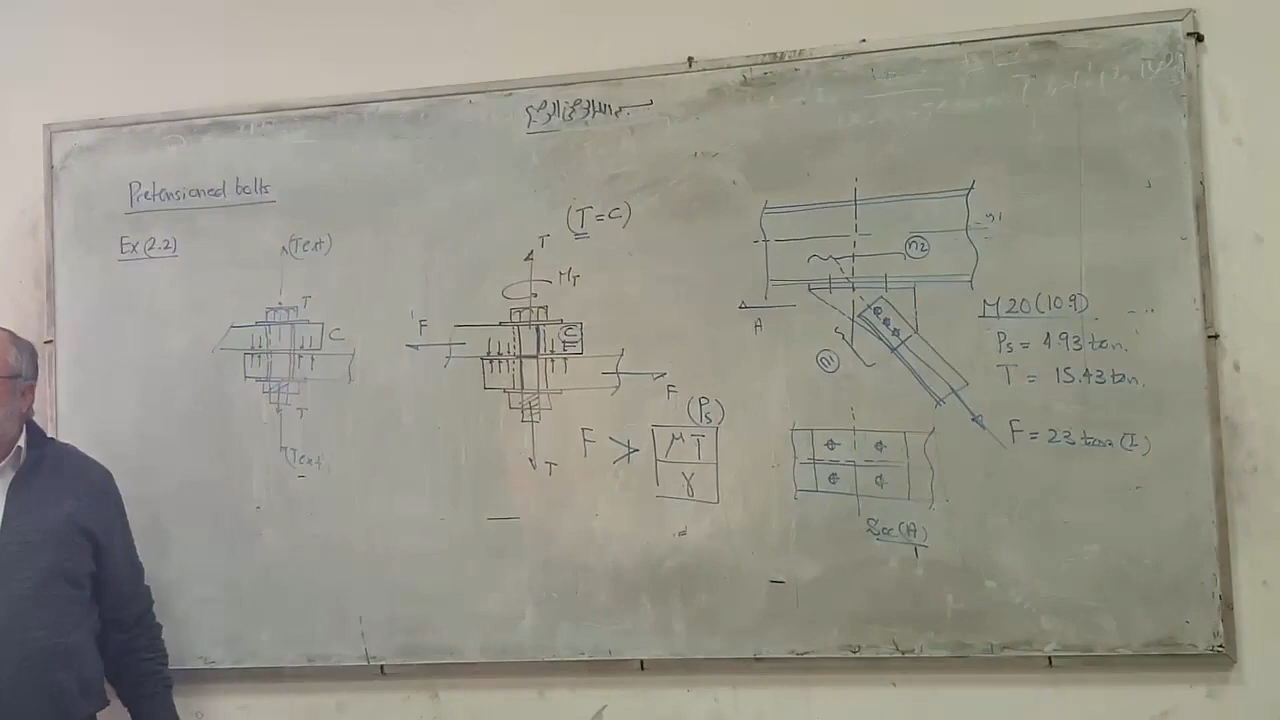 Pretensioned bolts
Ex(2.2)
(Text)
T
C
T
(Text)
(T=C)
T
MT
F
C
F
T
(Ps)
F ≯ μT
γ
n2
A
n1
M20(10.9)
Ps = 4.93 ton.
T = 15.43 ton.
F = 23 ton (I)
Sec(A)